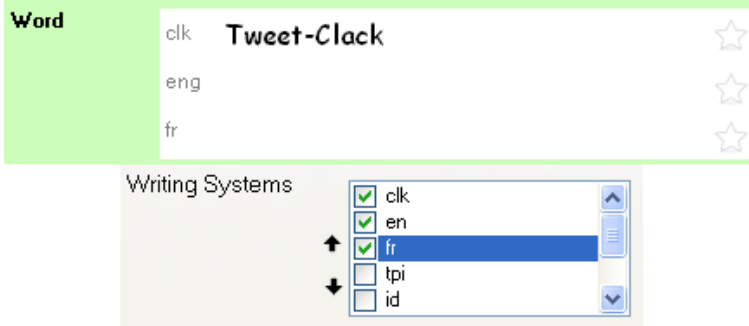 Word
clk Tweet-Clack
eng
fr
Writing Systems
clk
en
fr
tpi
id